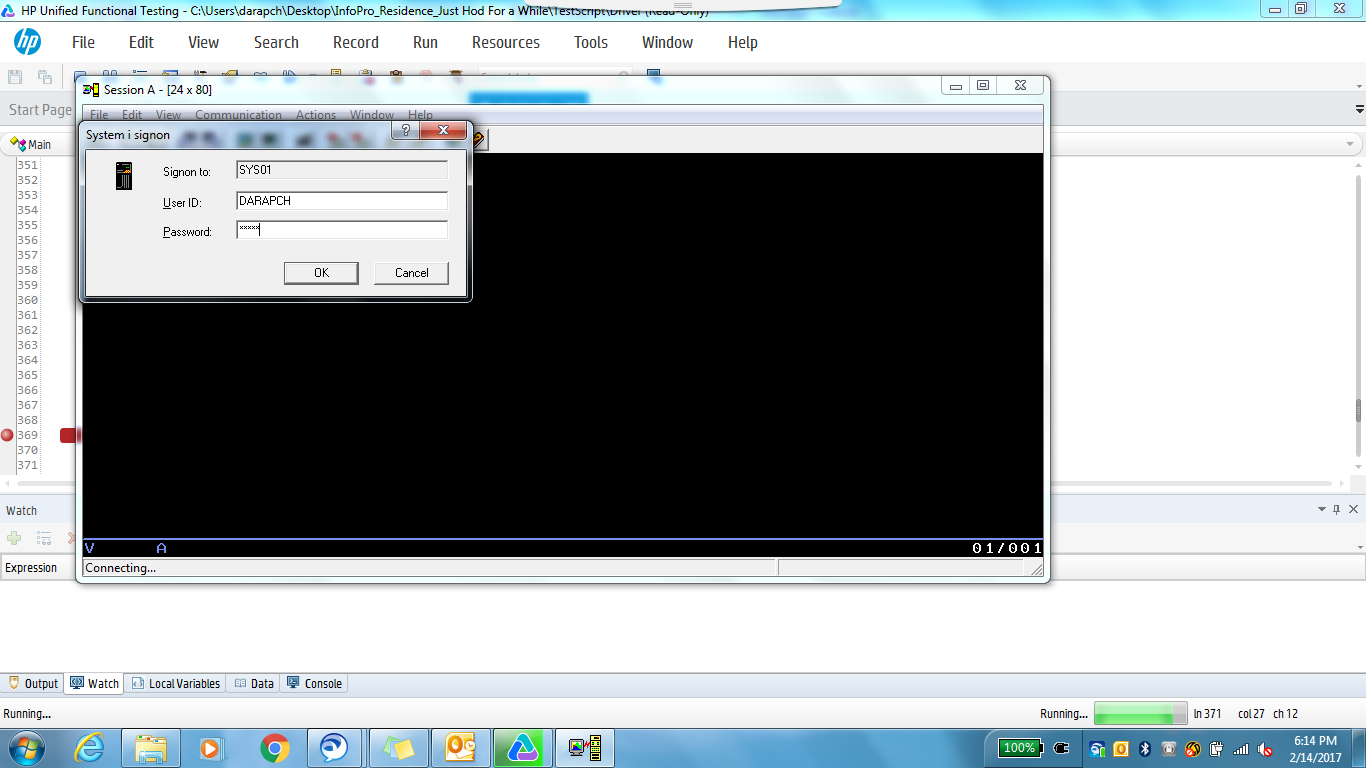 HP Unified Functional Testing - C:\Users\darapch\Desktop\InfoPro_Residence_Just Hod For a While\TestScript\Driver (Read-Only)
hp File Edit View Search Record Run Resources Tools Window Help
Start Page
Session A - [24 x 80]
File Edit View Communication Actions Window Help
System i signon
Main
Signon to: SYS01
User ID: DARAPCH
Password: *****
OK Cancel
351
352
353
354
355
356
357
358
359
360
361
362
363
364
365
366
367
368
369
370
371
Watch
V A 01/001
Connecting...
Expression
Output Watch Local Variables Data Console
Running... Running... ln 371 col 27 ch 12
100%
6:14 PM
2/14/2017